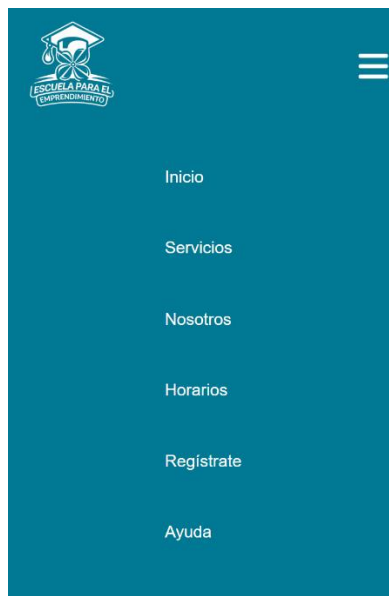 ESCUELA PARA EL
EMPRENDIMIENTO
Inicio
Servicios
Nosotros
Horarios
Regístrate
Ayuda